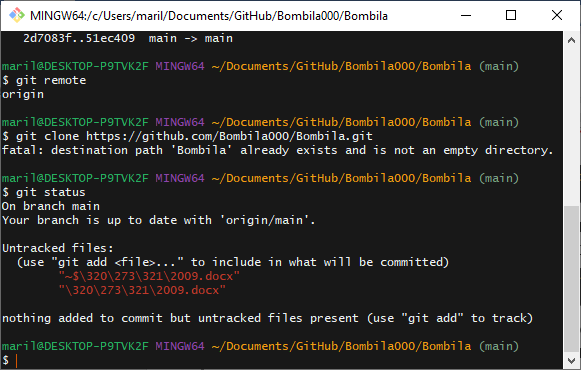 MINGW64:/c/Users/maril/Documents/GitHub/Bombila000/Bombila
2d7083f..51ec409  main -> main
maril@DESKTOP-P9TVK2F MINGW64 ~/Documents/GitHub/Bombila000/Bombila (main)
$ git remote
origin
maril@DESKTOP-P9TVK2F MINGW64 ~/Documents/GitHub/Bombila000/Bombila (main)
$ git clone https://github.com/Bombila000/Bombila.git
fatal: destination path 'Bombila' already exists and is not an empty directory.
maril@DESKTOP-P9TVK2F MINGW64 ~/Documents/GitHub/Bombila000/Bombila (main)
$ git status
On branch main
Your branch is up to date with 'origin/main'.
Untracked files:
(use "git add <file>..." to include in what will be committed)
"~$\320\273\321\2009.docx"
"\320\273\321\2009.docx"
nothing added to commit but untracked files present (use "git add" to track)
maril@DESKTOP-P9TVK2F MINGW64 ~/Documents/GitHub/Bombila000/Bombila (main)
$